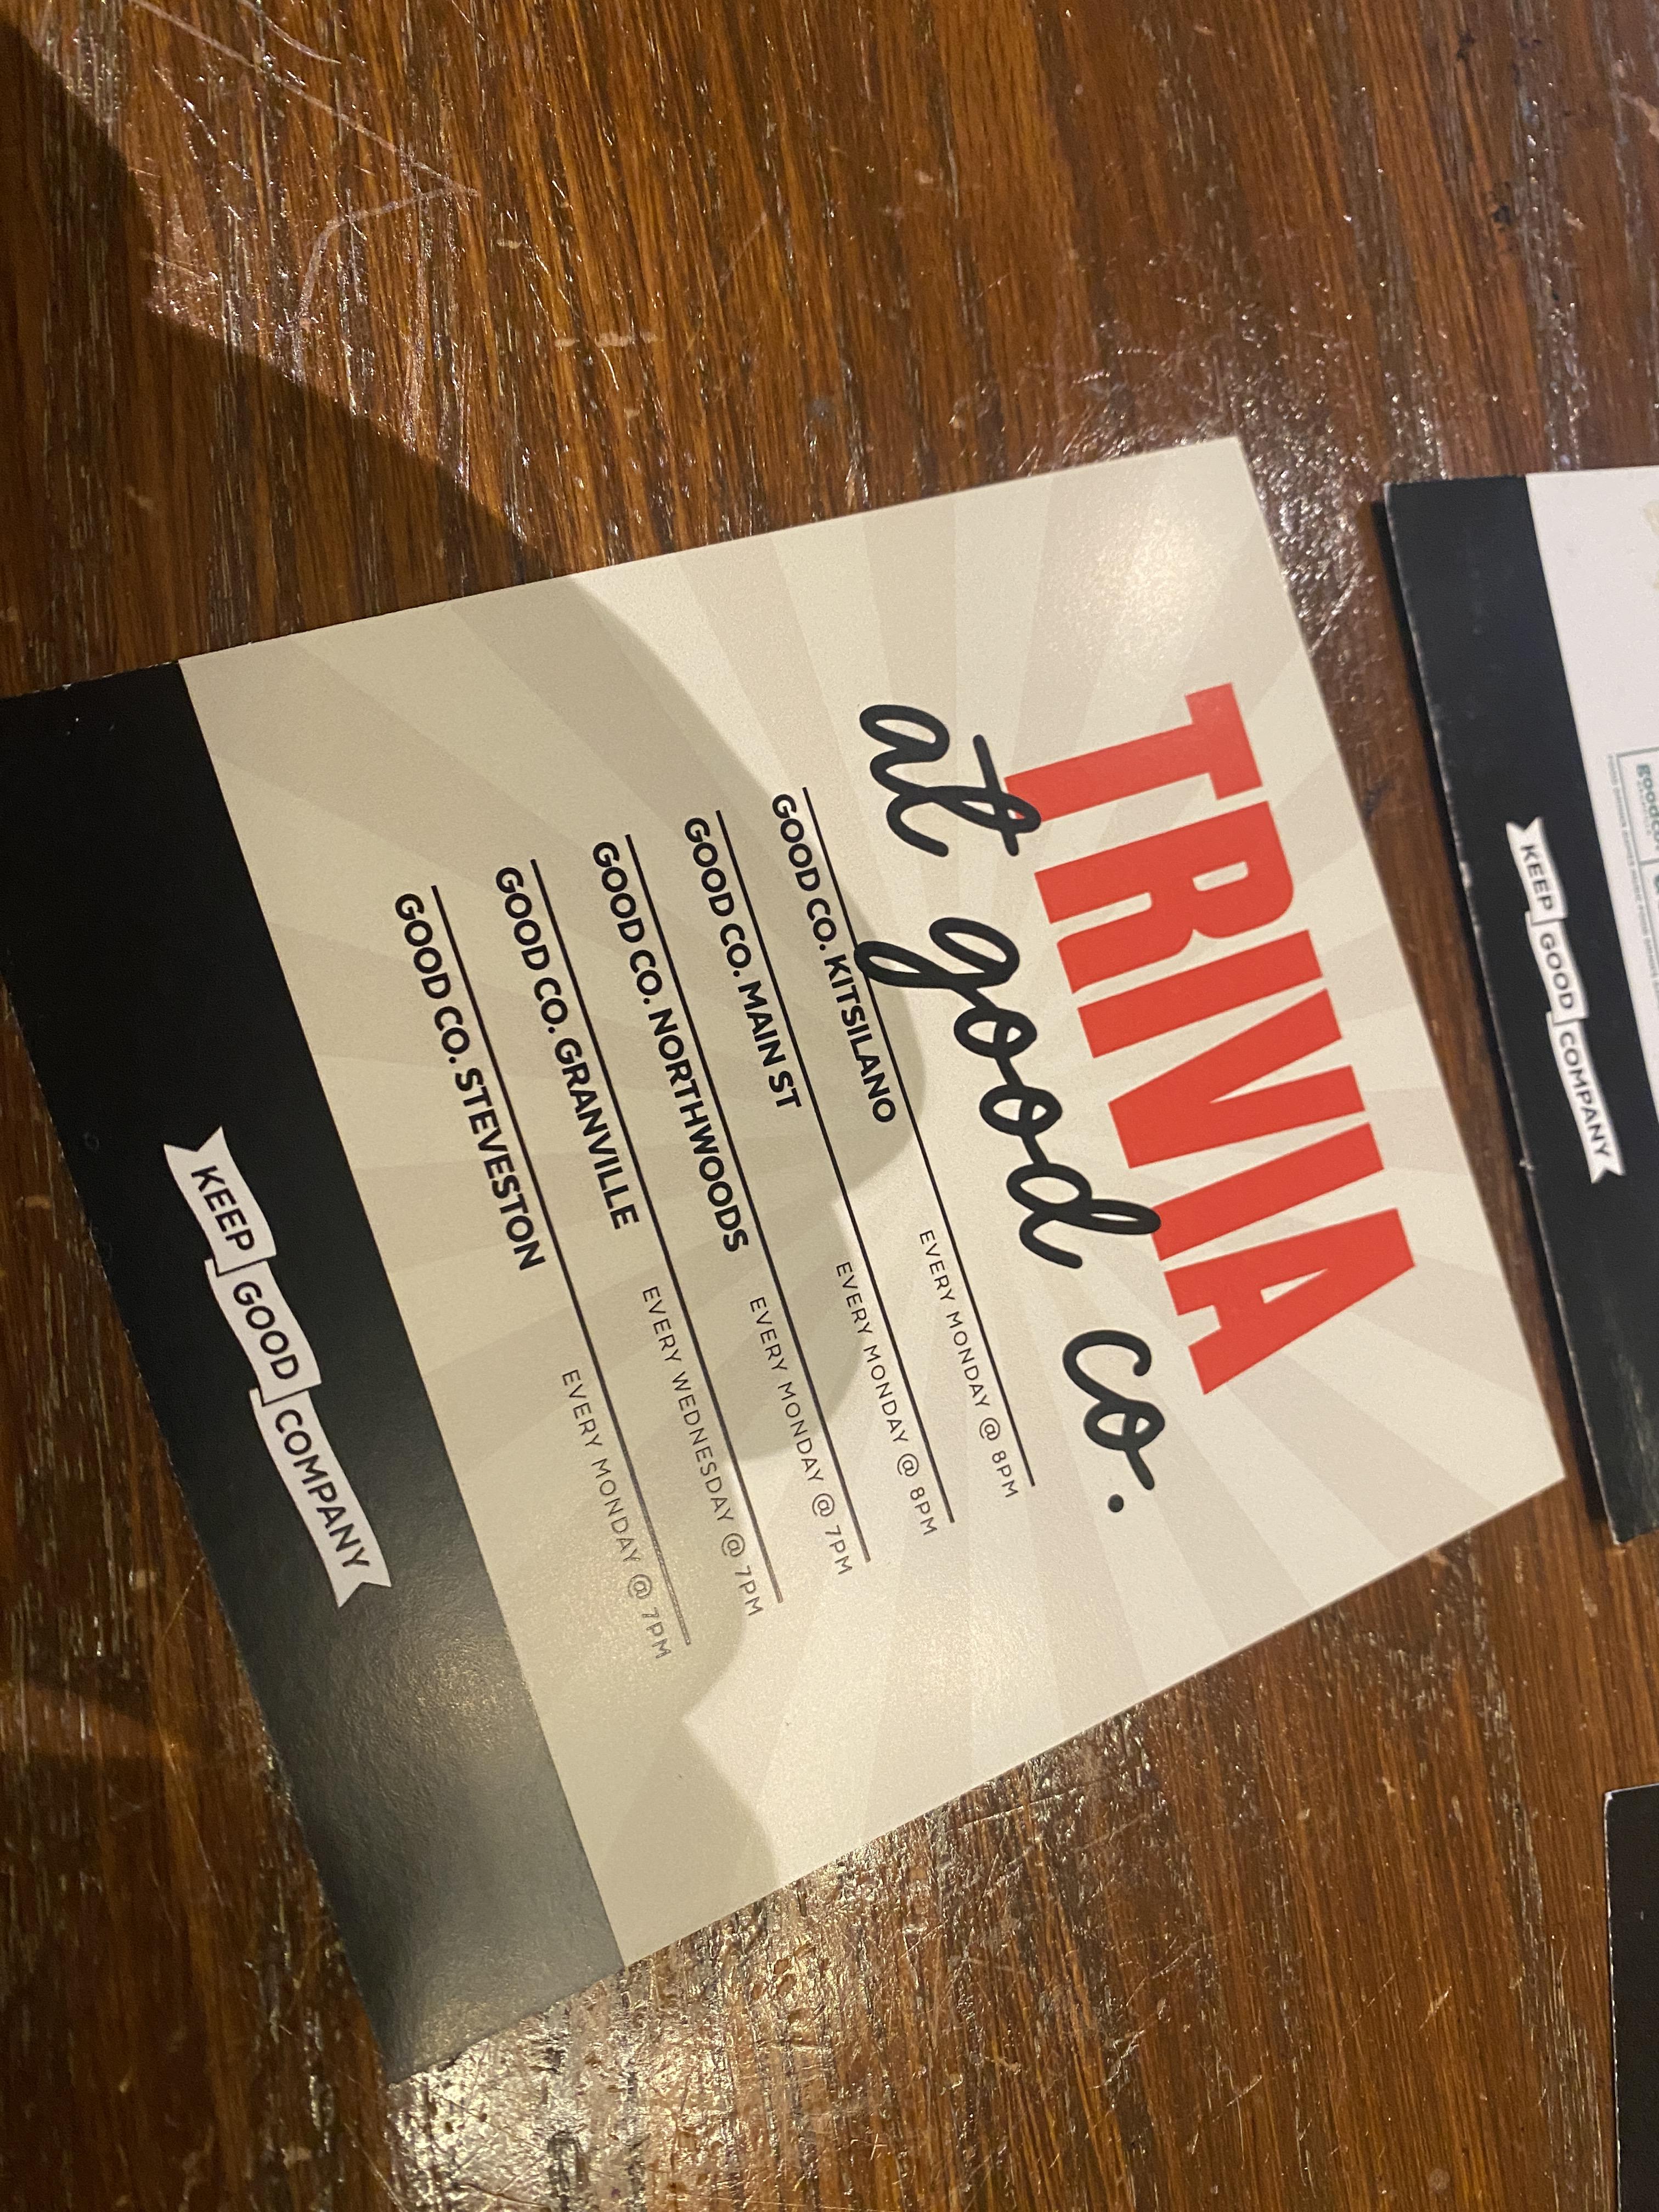 TRIVIA
at good co.
GOOD CO. KITSILANO EVERY MONDAY @ 8PM
GOOD CO. MAIN ST EVERY MONDAY @ 8PM
GOOD CO. NORTHWOODS EVERY MONDAY @ 7PM
GOOD CO. GRANVILLE EVERY WEDNESDAY @ 7PM
GOOD CO. STEVESTON EVERY MONDAY @ 7PM
KEEP GOOD COMPANY
KEEP GOOD COMPANY